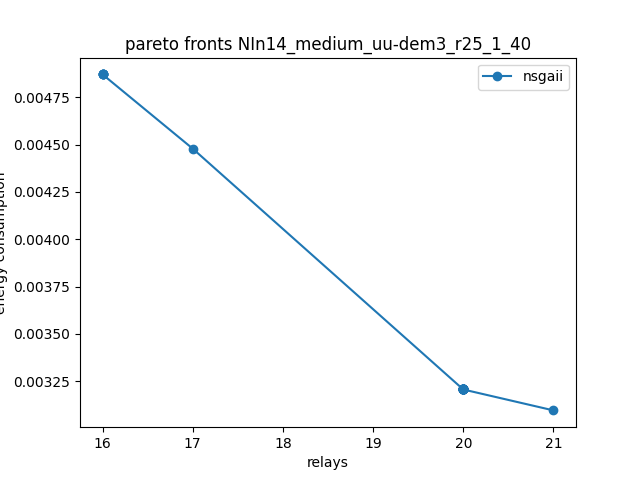 pareto fronts NIn14_medium_uu-dem3_r25_1_40
nsgaii
0.00475
0.00450
0.00425
0.00400
0.00375
0.00350
0.00325
energy consumption
16 17 18 19 20 21
relays